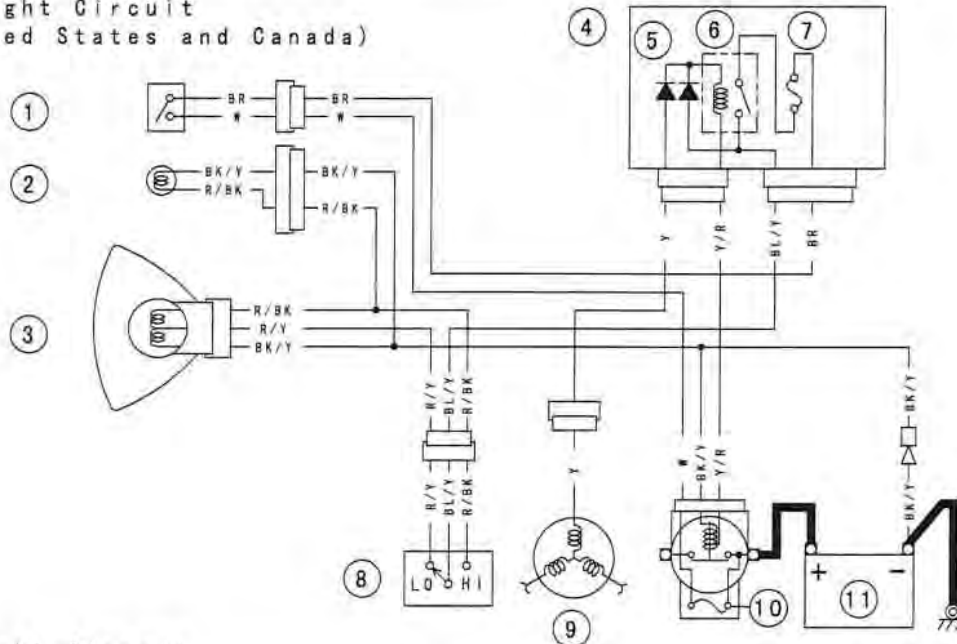 ght Circuit
ed States and Canada)
4
5
6
7
1
BR
BR
W
W
2
BK/Y
BK/Y
R/BK
R/BK
Y
Y/R
BL/Y
BR
3
R/BK
R/Y
BK/Y
R/Y
BL/Y
R/BK
BK/Y
W
BK/Y
Y/R
R/Y
BL/Y
R/BK
Y
BK/Y
8
LO
HI
9
10
+
-
11